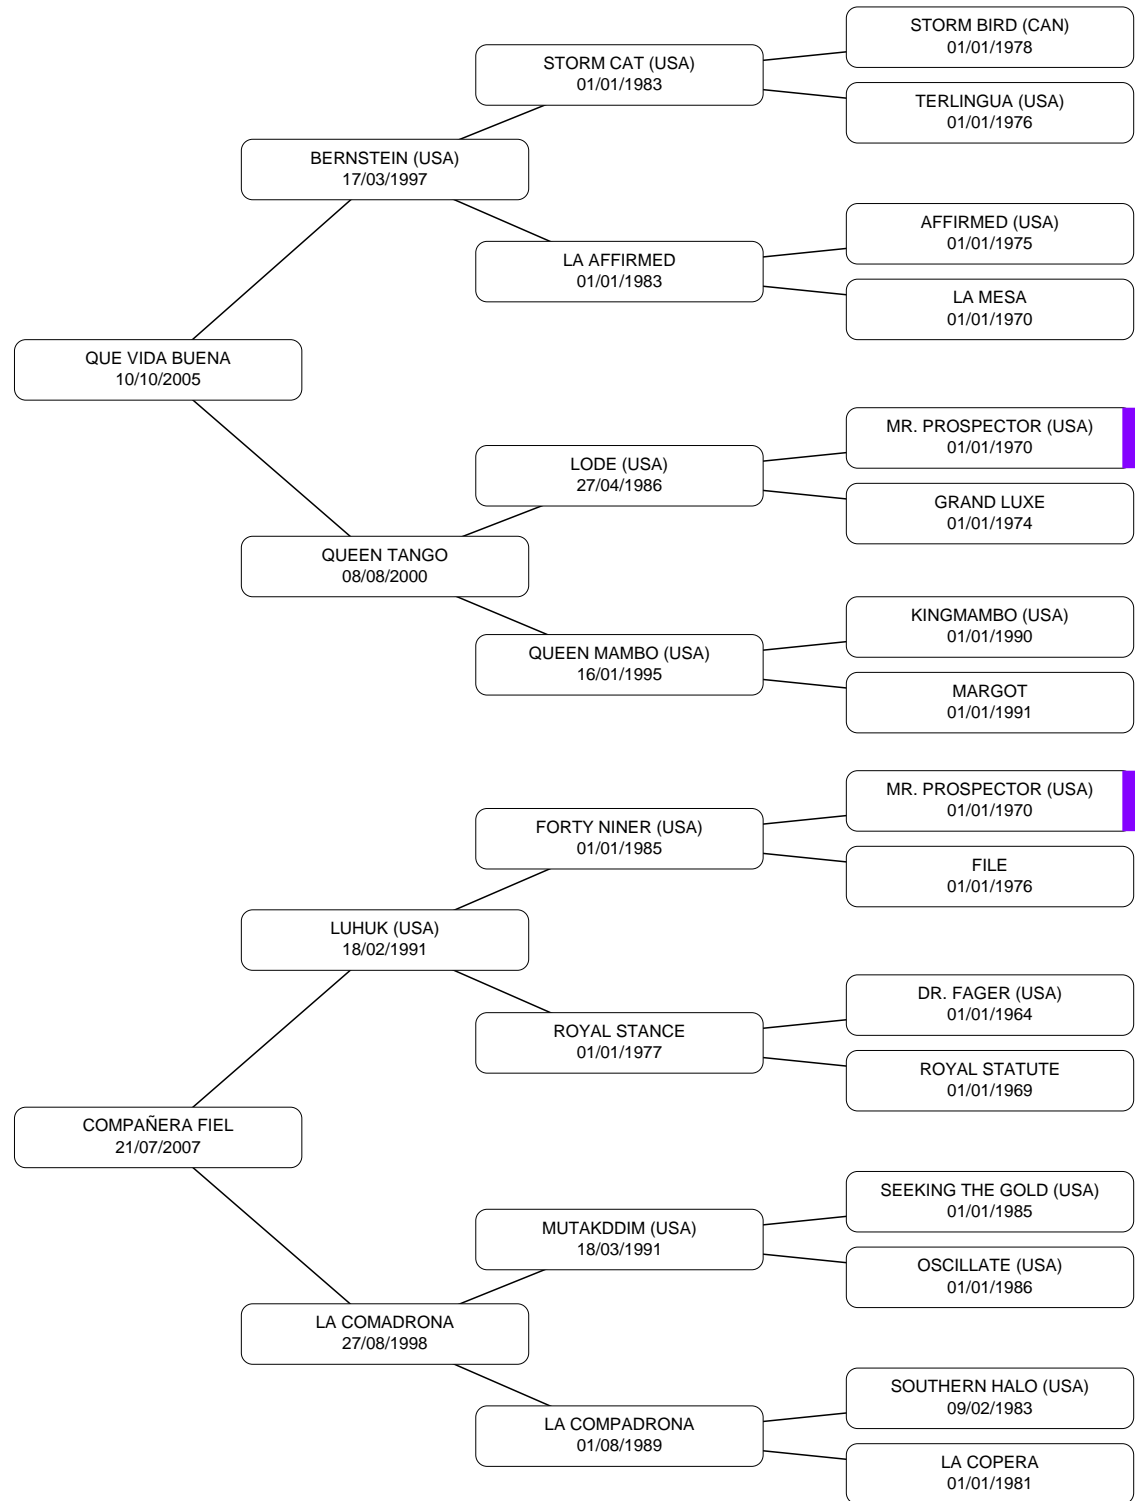 STORM BIRD (CAN)
01/01/1978
STORM CAT (USA)
01/01/1983
TERLINGUA (USA)
01/01/1976
BERNSTEIN (USA)
17/03/1997
AFFIRMED (USA)
01/01/1975
LA AFFIRMED
01/01/1983
LA MESA
01/01/1970
QUE VIDA BUENA
10/10/2005
MR. PROSPECTOR (USA)
01/01/1970
LODE (USA)
27/04/1986
GRAND LUXE
01/01/1974
QUEEN TANGO
08/08/2000
KINGMAMBO (USA)
01/01/1990
QUEEN MAMBO (USA)
16/01/1995
MARGOT
01/01/1991
MR. PROSPECTOR (USA)
01/01/1970
FORTY NINER (USA)
01/01/1985
FILE
01/01/1976
LUHUK (USA)
18/02/1991
DR. FAGER (USA)
01/01/1964
ROYAL STANCE
01/01/1977
ROYAL STATUTE
01/01/1969
COMPAÑERA FIEL
21/07/2007
SEEKING THE GOLD (USA)
01/01/1985
MUTAKDDIM (USA)
18/03/1991
OSCILLATE (USA)
01/01/1986
LA COMADRONA
27/08/1998
SOUTHERN HALO (USA)
09/02/1983
LA COMPADRONA
01/08/1989
LA COPERA
01/01/1981